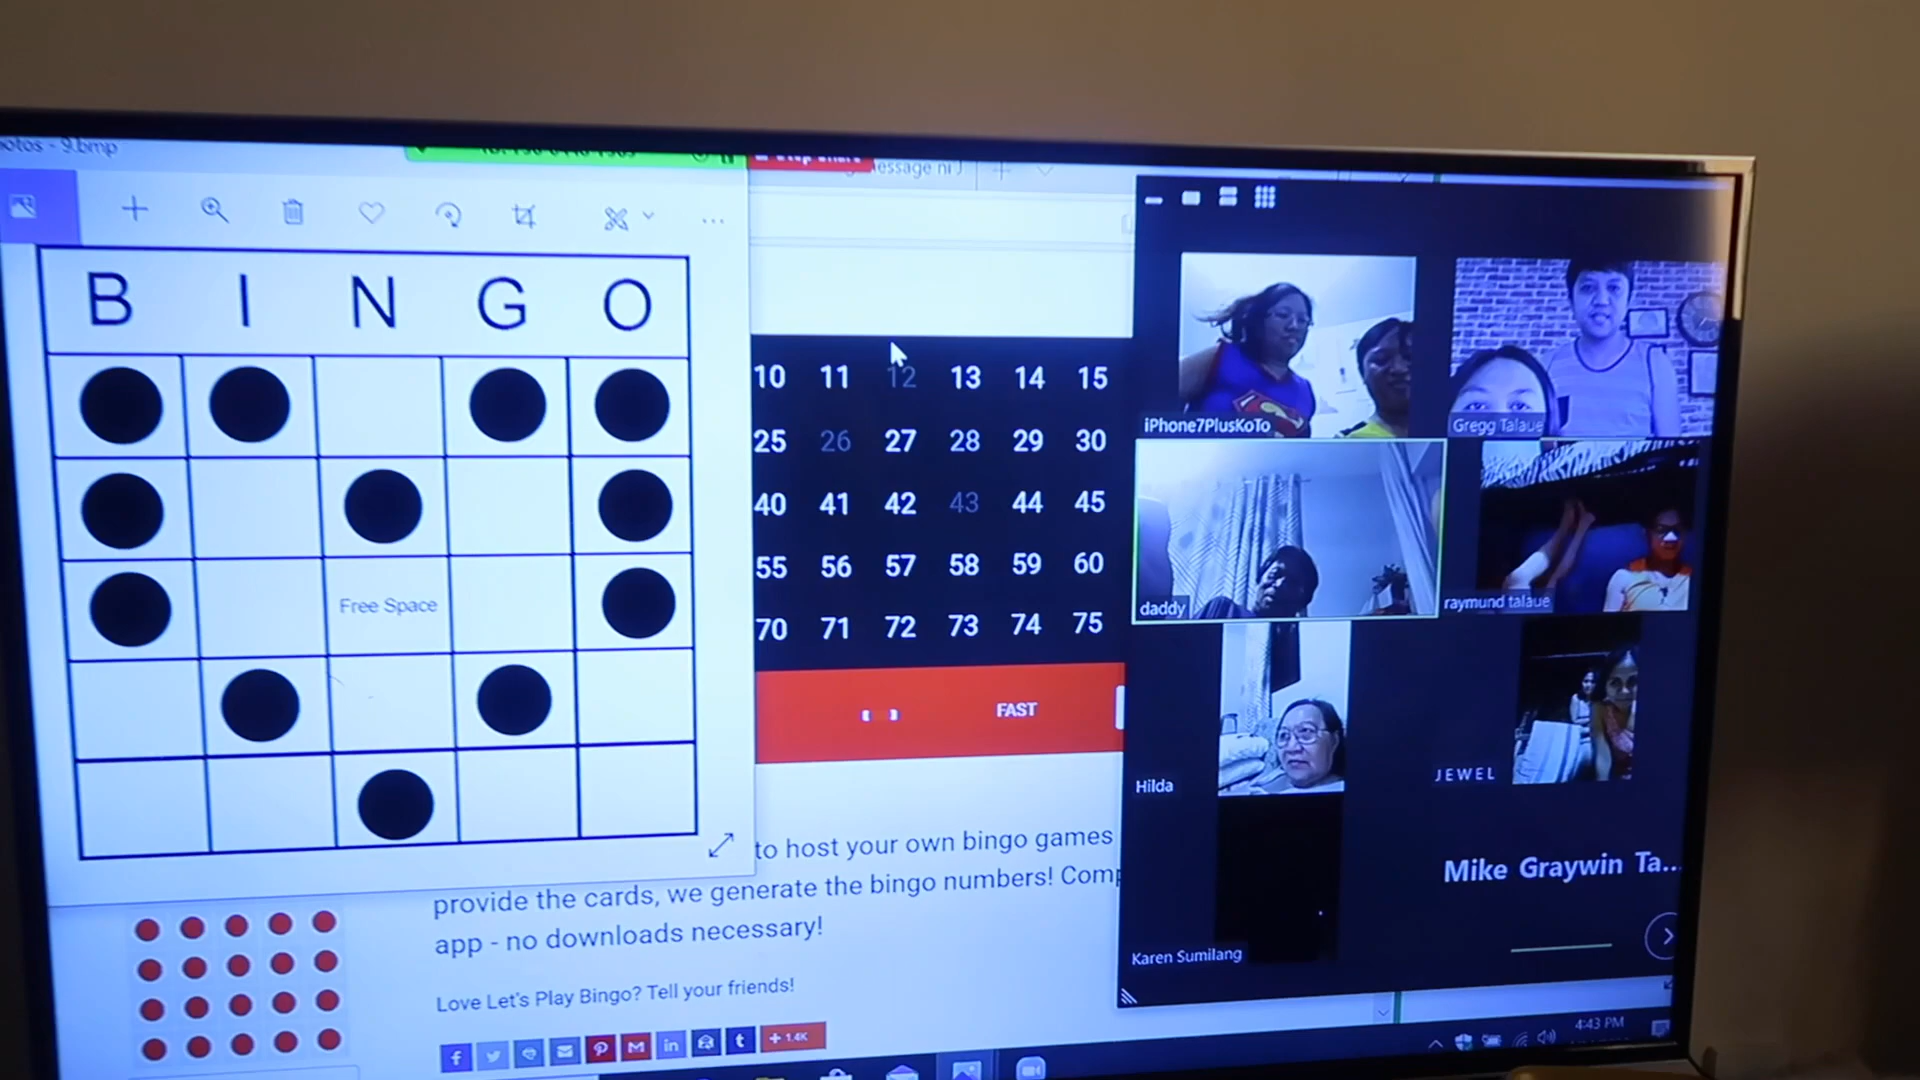 otos - 9.bmp
essage ni J
B I N G O
Free Space
10 11 12 13 14 15
25 26 27 28 29 30
40 41 42 43 44 45
55 56 57 58 59 60
70 71 72 73 74 75
FAST
to host your own bingo games
provide the cards, we generate the bingo numbers! Comp
app - no downloads necessary!
Love Let's Play Bingo? Tell your friends!
1.4K
iPhone7PlusKoTo
Gregg Talaue
daddy
raymund talaue
Hilda
JEWEL
Karen Sumilang
Mike Graywin Ta...
4:43 PM